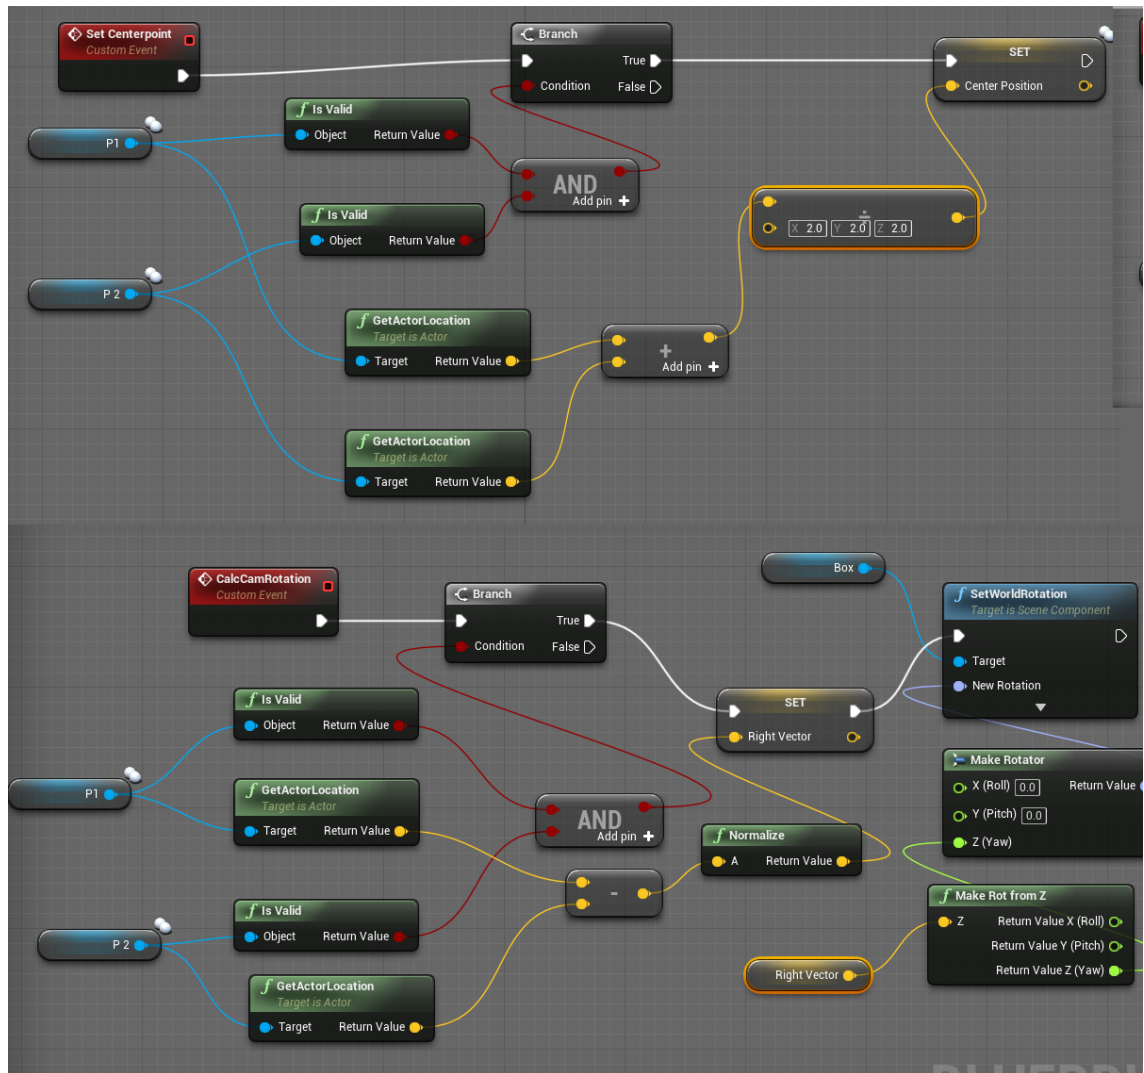 Set Centerpoint
Custom Event
Branch
True
Condition
False
SET
Center Position
P1
f Is Valid
Object
Return Value
AND
Add pin +
f Is Valid
Object
Return Value
÷
X 2.0 Y 2.0 Z 2.0
P 2
f GetActorLocation
Target is Actor
Target
Return Value
+
Add pin +
f GetActorLocation
Target is Actor
Target
Return Value
CalcCamRotation
Custom Event
Branch
True
Condition
False
Box
f SetWorldRotation
Target is Scene Component
Target
New Rotation
SET
Right Vector
f Is Valid
Object
Return Value
P1
f GetActorLocation
Target is Actor
Target
Return Value
AND
Add pin +
Make Rotator
X (Roll) 0.0
Return Value
Y (Pitch) 0.0
Z (Yaw)
f Normalize
A
Return Value
-
f Is Valid
Object
Return Value
P 2
f GetActorLocation
Target is Actor
Target
Return Value
Right Vector
f Make Rot from Z
Z
Return Value X (Roll)
Return Value Y (Pitch)
Return Value Z (Yaw)